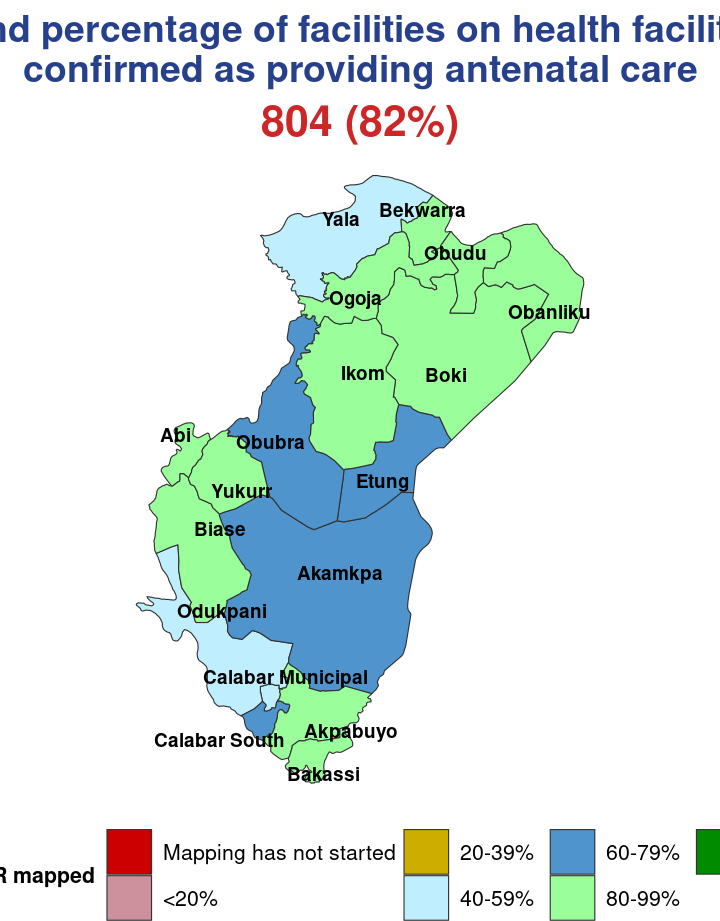 percentage of facilities on health
confirmed as providing antenatal care
804 (82%)
Yala
Bekwarra
Obudu
Ogoja
Obanliku
Ikom
Boki
Abi
Obubra
Etung
Yukurr
Biase
Akamkpa
Odukpani
Calabar Municipal
Akpabuyo
Calabar South
Bakassi
mapped
Mapping has not started
20-39%
60-79%
<20%
40-59%
80-99%